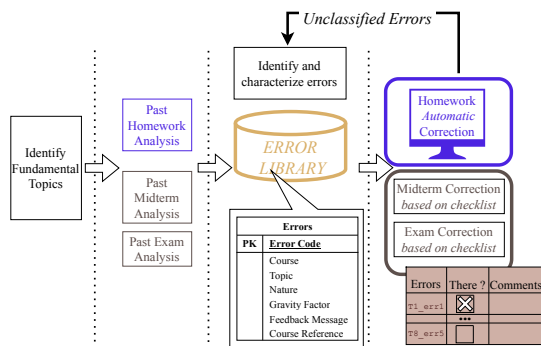 Unclassified Errors
Identify and
characterize errors
Identify
Fundamental
Topics
Past
Homework
Analysis
Past
Midterm
Analysis
Past Exam
Analysis
ERROR
LIBRARY
Errors
PK Error Code
Course
Topic
Nature
Gravity Factor
Feedback Message
Course Reference
Homework
Automatic
Correction
Midterm Correction
based on checklist
Exam Correction
based on checklist
Errors There ? Comments
T1_err1
...
T8_err5